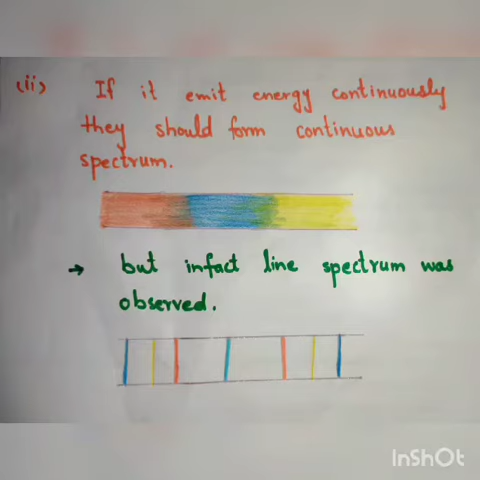 (ii) If it emit energy continuously
they should form continuous
spectrum.
→ but infact line spectrum was
observed.
InShOt